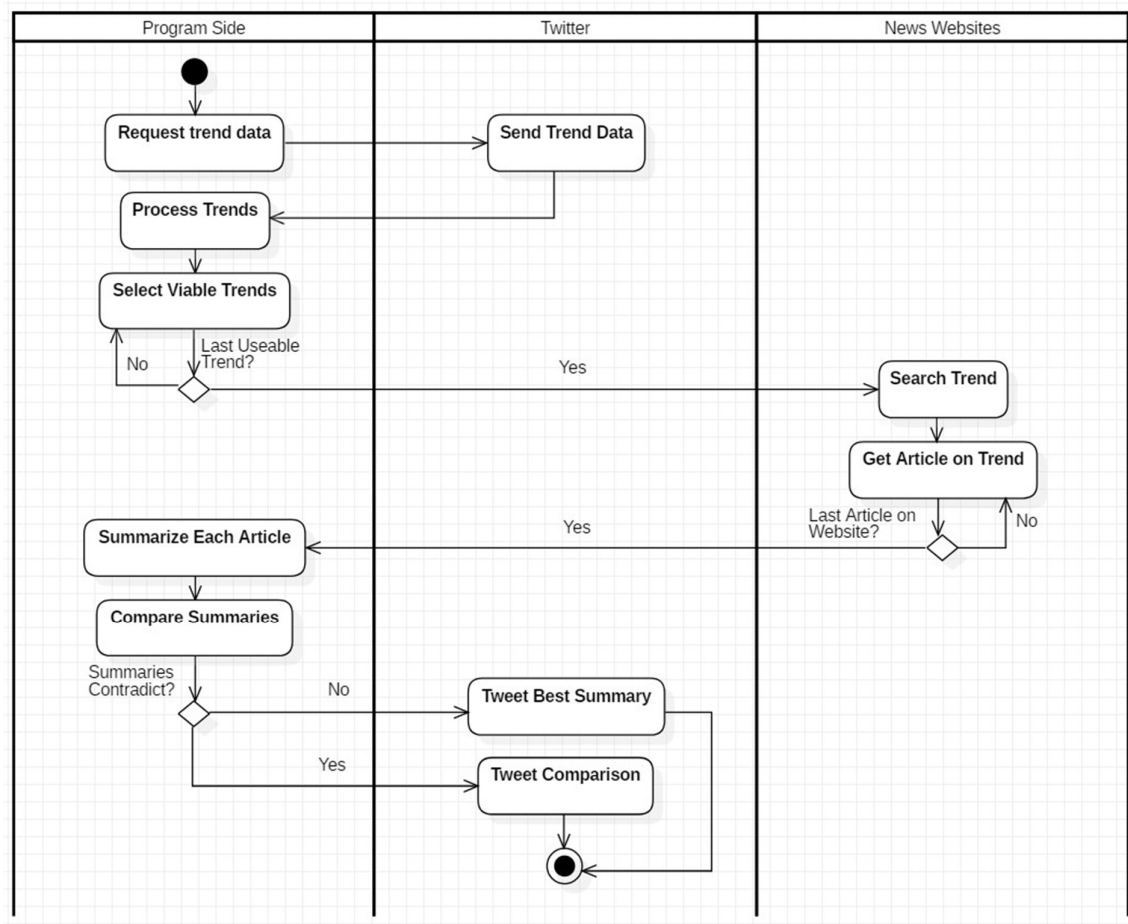 Program Side
Twitter
News Websites
Request trend data
Send Trend Data
Process Trends
Select Viable Trends
Last Useable
Trend?
No
Yes
Search Trend
Get Article on Trend
Last Article on
Website?
No
Yes
Summarize Each Article
Compare Summaries
Summaries
Contradict?
No
Tweet Best Summary
Yes
Tweet Comparison